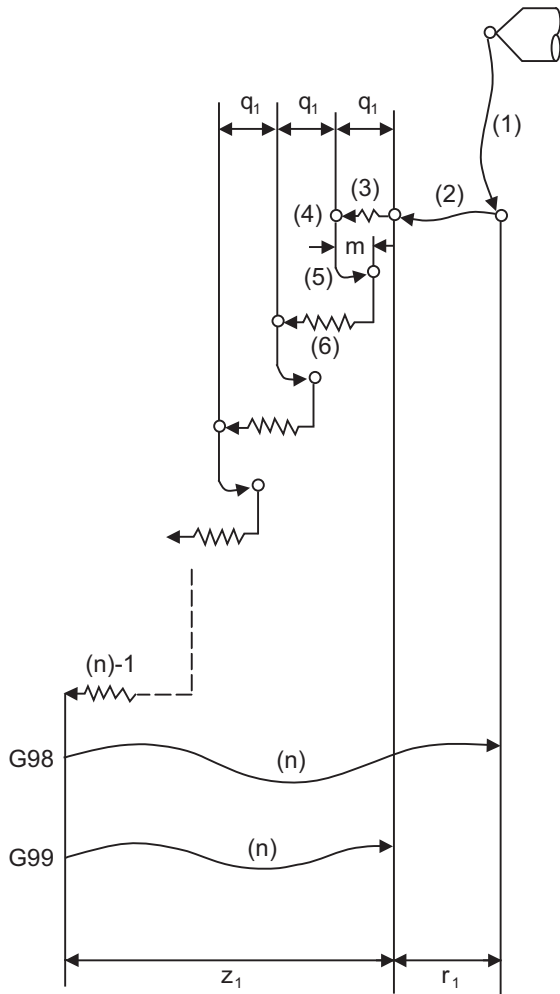 (1)
q₁ q₁ q₁
(3) (2)
(4)
m
(5)
(6)
(n)-1
G98 (n)
G99 (n)
z₁ r₁